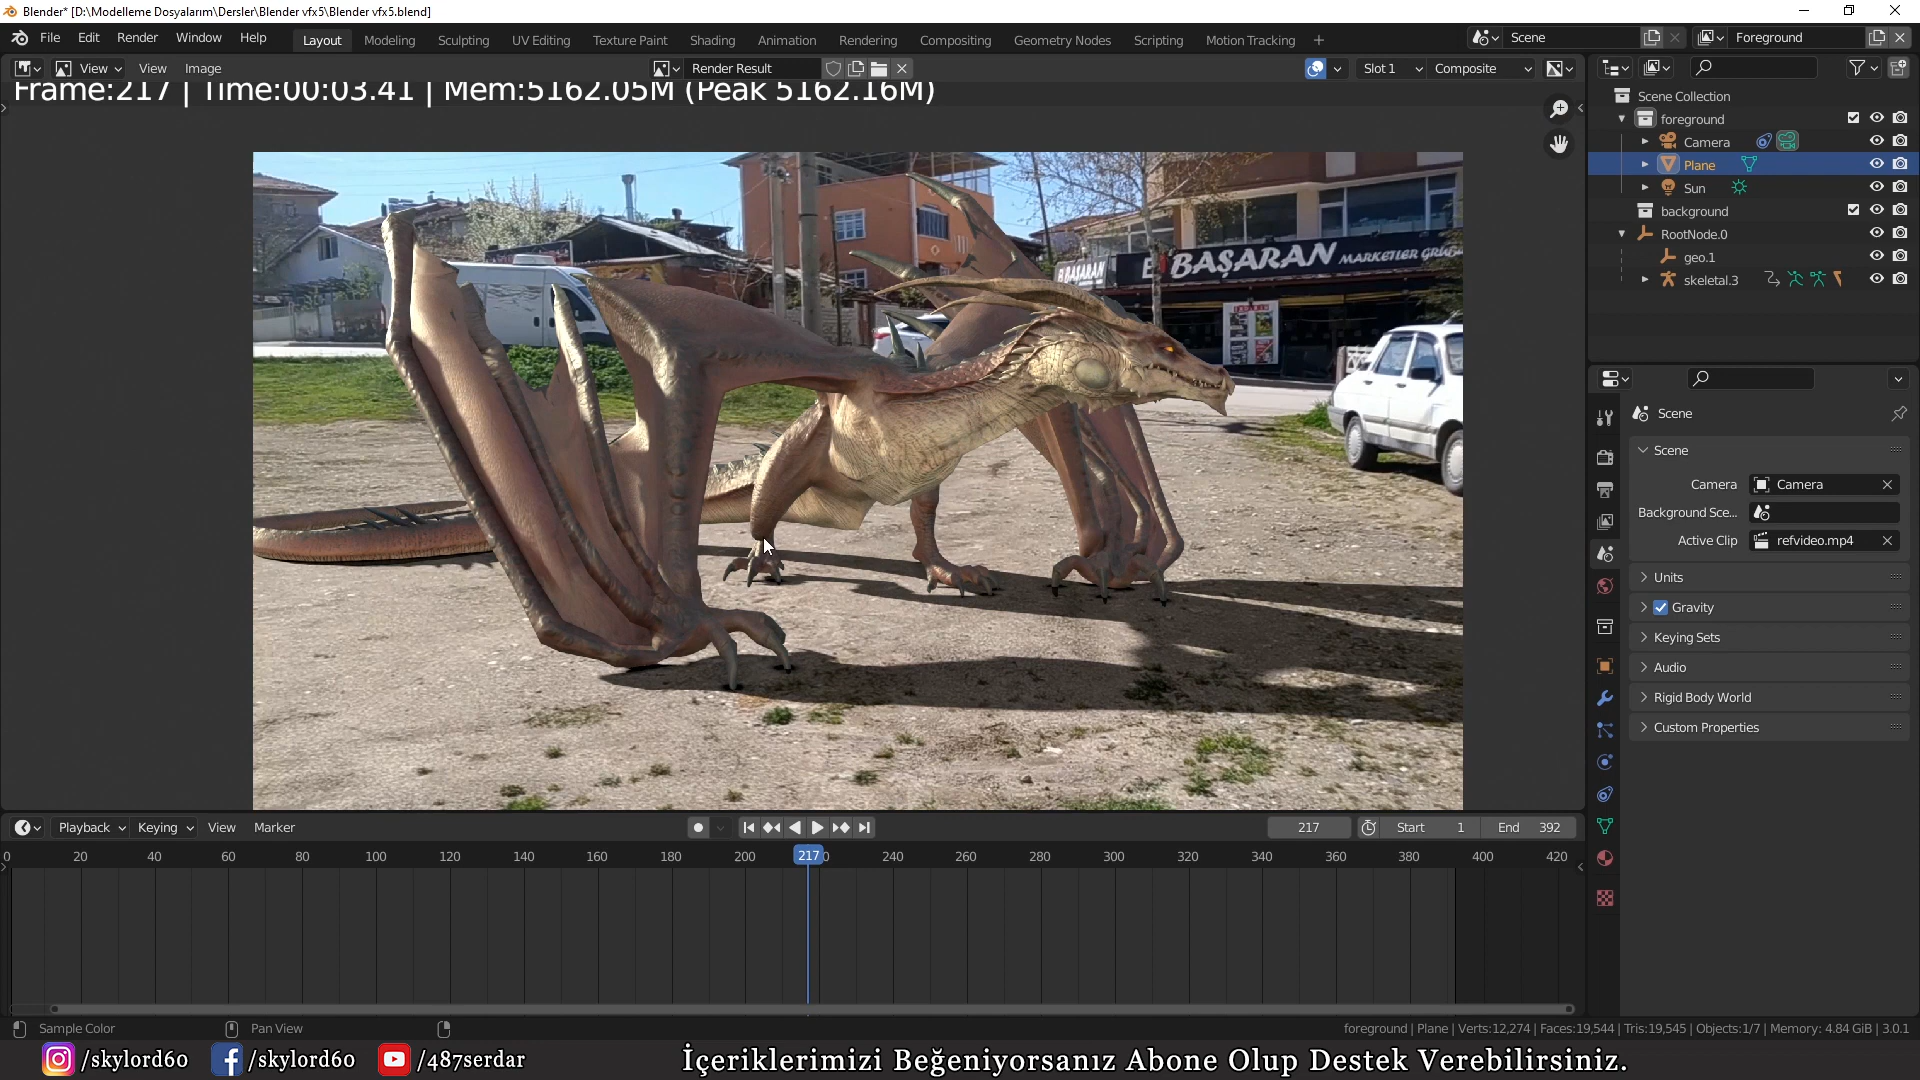 Blender* [D:\Modelleme Dosyalarım\Dersler\Blender vfx5\Blender vfx5.blend]
File Edit Render Window Help Layout Modeling Sculpting UV Editing Texture Paint Shading Animation Rendering Compositing Geometry Nodes Scripting Motion Tracking + Scene Foreground
View View Image Render Result Slot 1 Composite
Frame:217 | Time:00:03.41 | Mem:5162.05M (Peak 5162.16M)
Scene Collection
foreground
Camera
Plane
Sun
background
RootNode.0
geo.1
skeletal.3
BAŞARAN
BAŞARAN MARKETLER
Scene
Scene
Camera Camera
Background Sce...
Active Clip refvideo.mp4
Units
Gravity
Keying Sets
Audio
Rigid Body World
Custom Properties
Playback Keying View Marker 217 Start 1 End 392
0 20 40 60 80 100 120 140 160 180 200 217 240 260 280 300 320 340 360 380 400 420
Sample Color Pan View foreground | Plane | Verts:12,274 | Faces:19,544 | Tris:19,545 | Objects:1/7 | Memory: 4.84 GiB | 3.0.1
/skylord60 /skylord60 /487serdar İçeriklerimizi Beğeniyorsanız Abone Olup Destek Verebilirsiniz.